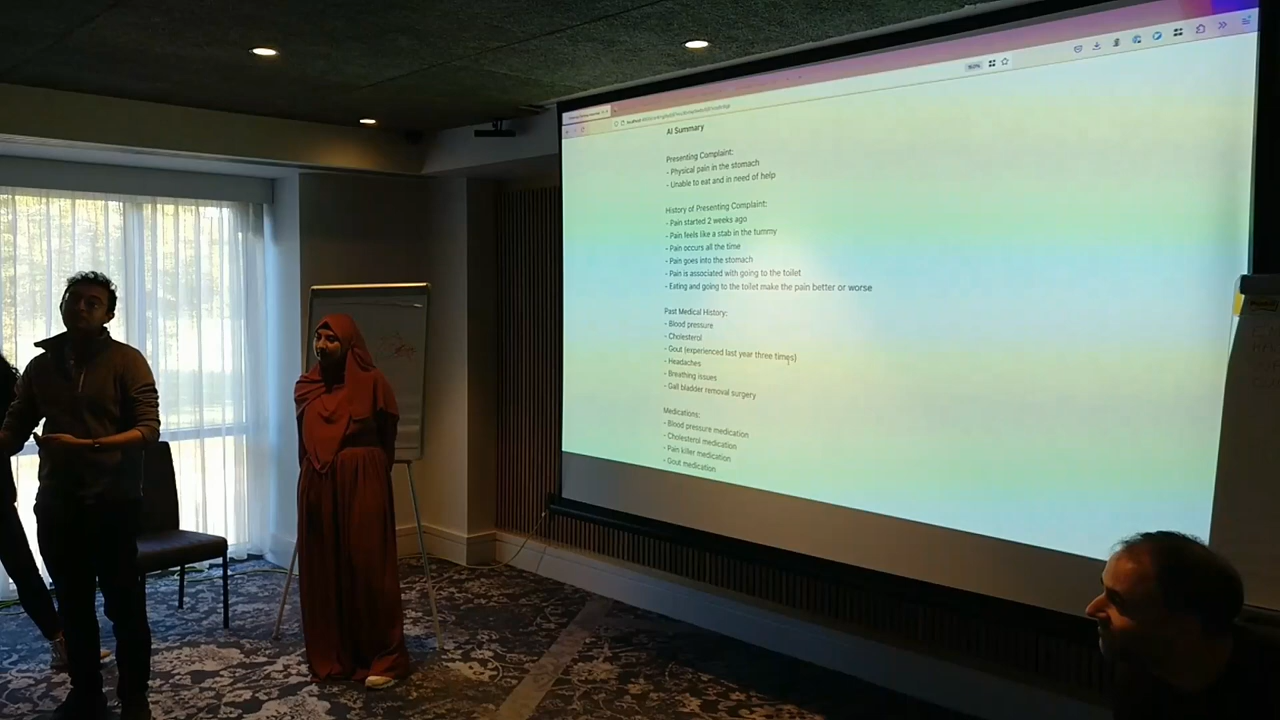 AI Summary
Presenting Complaint:
- Physical pain in the stomach
- Unable to eat and in need of help
History of Presenting Complaint:
- Pain started 2 weeks ago
- Pain feels like a stab in the tummy
- Pain occurs all the time
- Pain goes into the stomach
- Pain is associated with going to the toilet
- Eating and going to the toilet make the pain better or worse
Past Medical History:
- Blood pressure
- Cholesterol
- Gout (experienced last year three times)
- Headaches
- Breathing issues
- Gall bladder removal surgery
Medications:
- Blood pressure medication
- Cholesterol medication
- Pain killer medication
- Gout medication